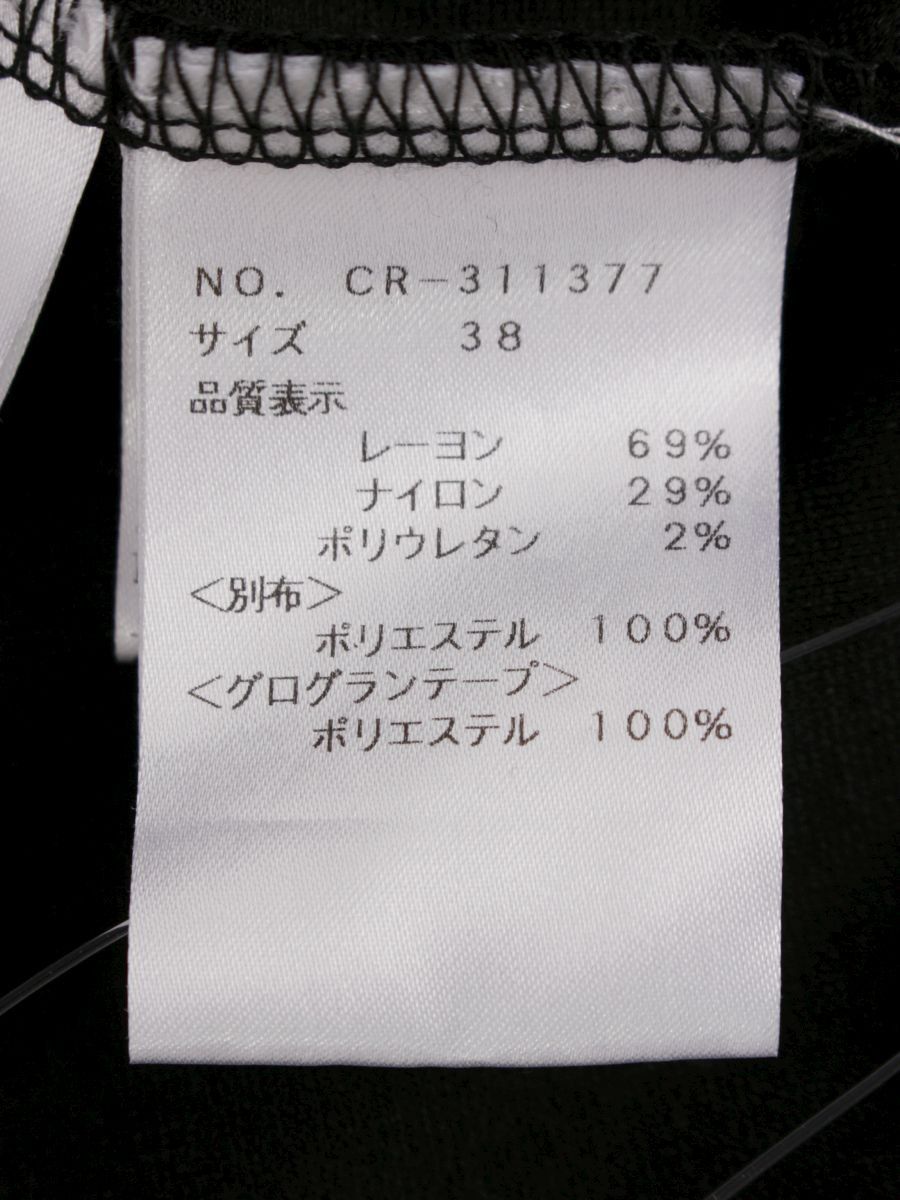 NO. CR-311377
サイズ 38
品質表示
レーヨン 69%
ナイロン 29%
ポリウレタン 2%
<別布>
ポリエステル 100%
<グログランテープ>
ポリエステル 100%